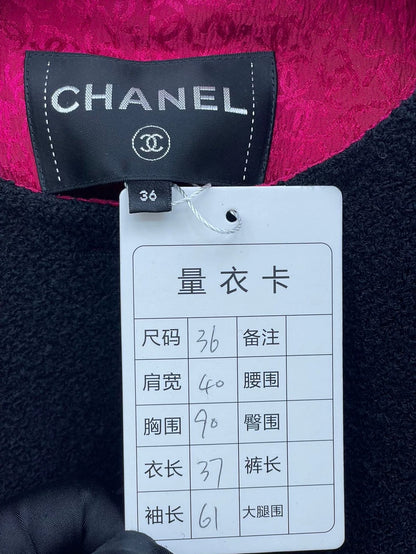 CHANEL
36
量衣卡
尺码 36 备注
肩宽 40 腰围
胸围 90 臀围
衣长 37 裤长
袖长 61 大腿围